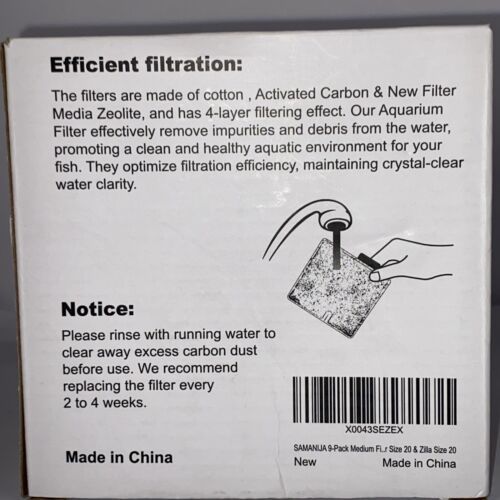 Efficient filtration:
The filters are made of cotton , Activated Carbon & New Filter
Media Zeolite, and has 4-layer filtering effect. Our Aquarium
Filter effectively remove impurities and debris from the water,
promoting a clean and healthy aquatic environment for your
fish. They optimize filtration efficiency, maintaining crystal-clear
water clarity.
Notice:
Please rinse with running water to
clear away excess carbon dust
before use. We recommend
replacing the filter every
2 to 4 weeks.
Made in China
X0043SEZEX
SAMANIJA 9-Pack Medium Fi..r Size 20 & Zilla Size 20
New Made in China